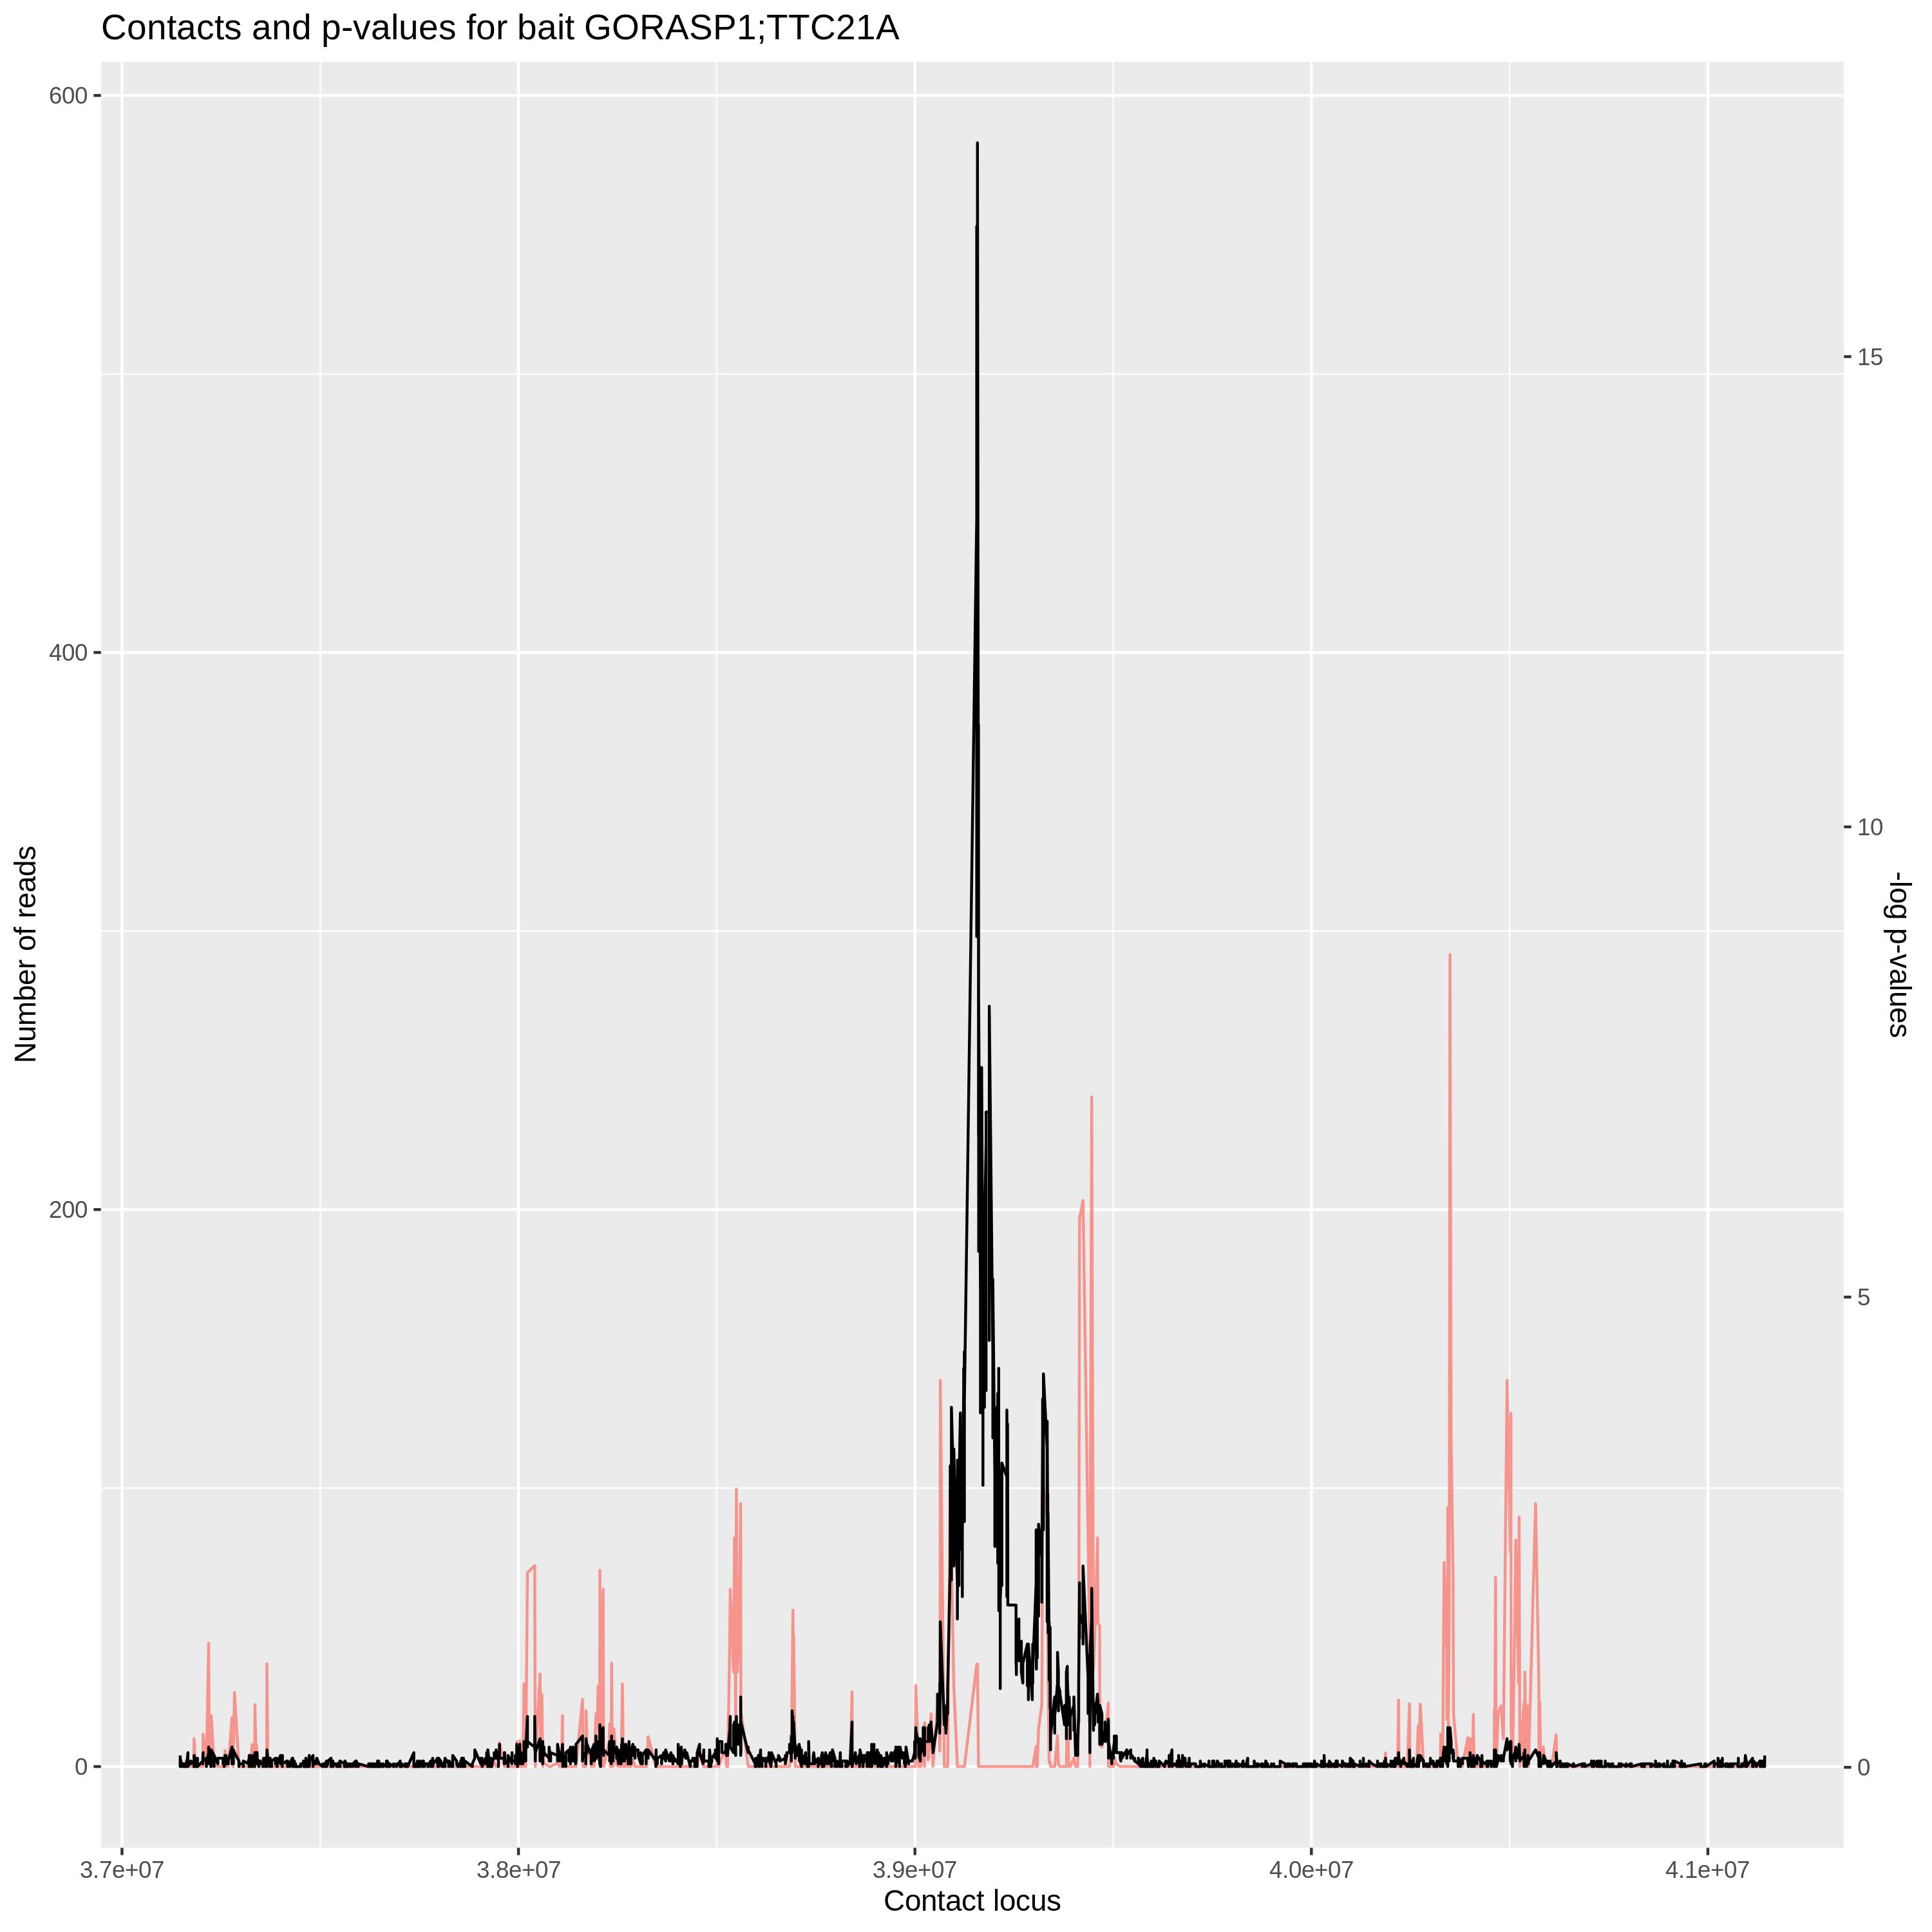 Contacts and p-values for bait GORASP1;TTC21A
600
400
200
0
Number of reads
15
10
5
0
-log p-values
3.7e+07 3.8e+07 3.9e+07 4.0e+07 4.1e+07
Contact locus